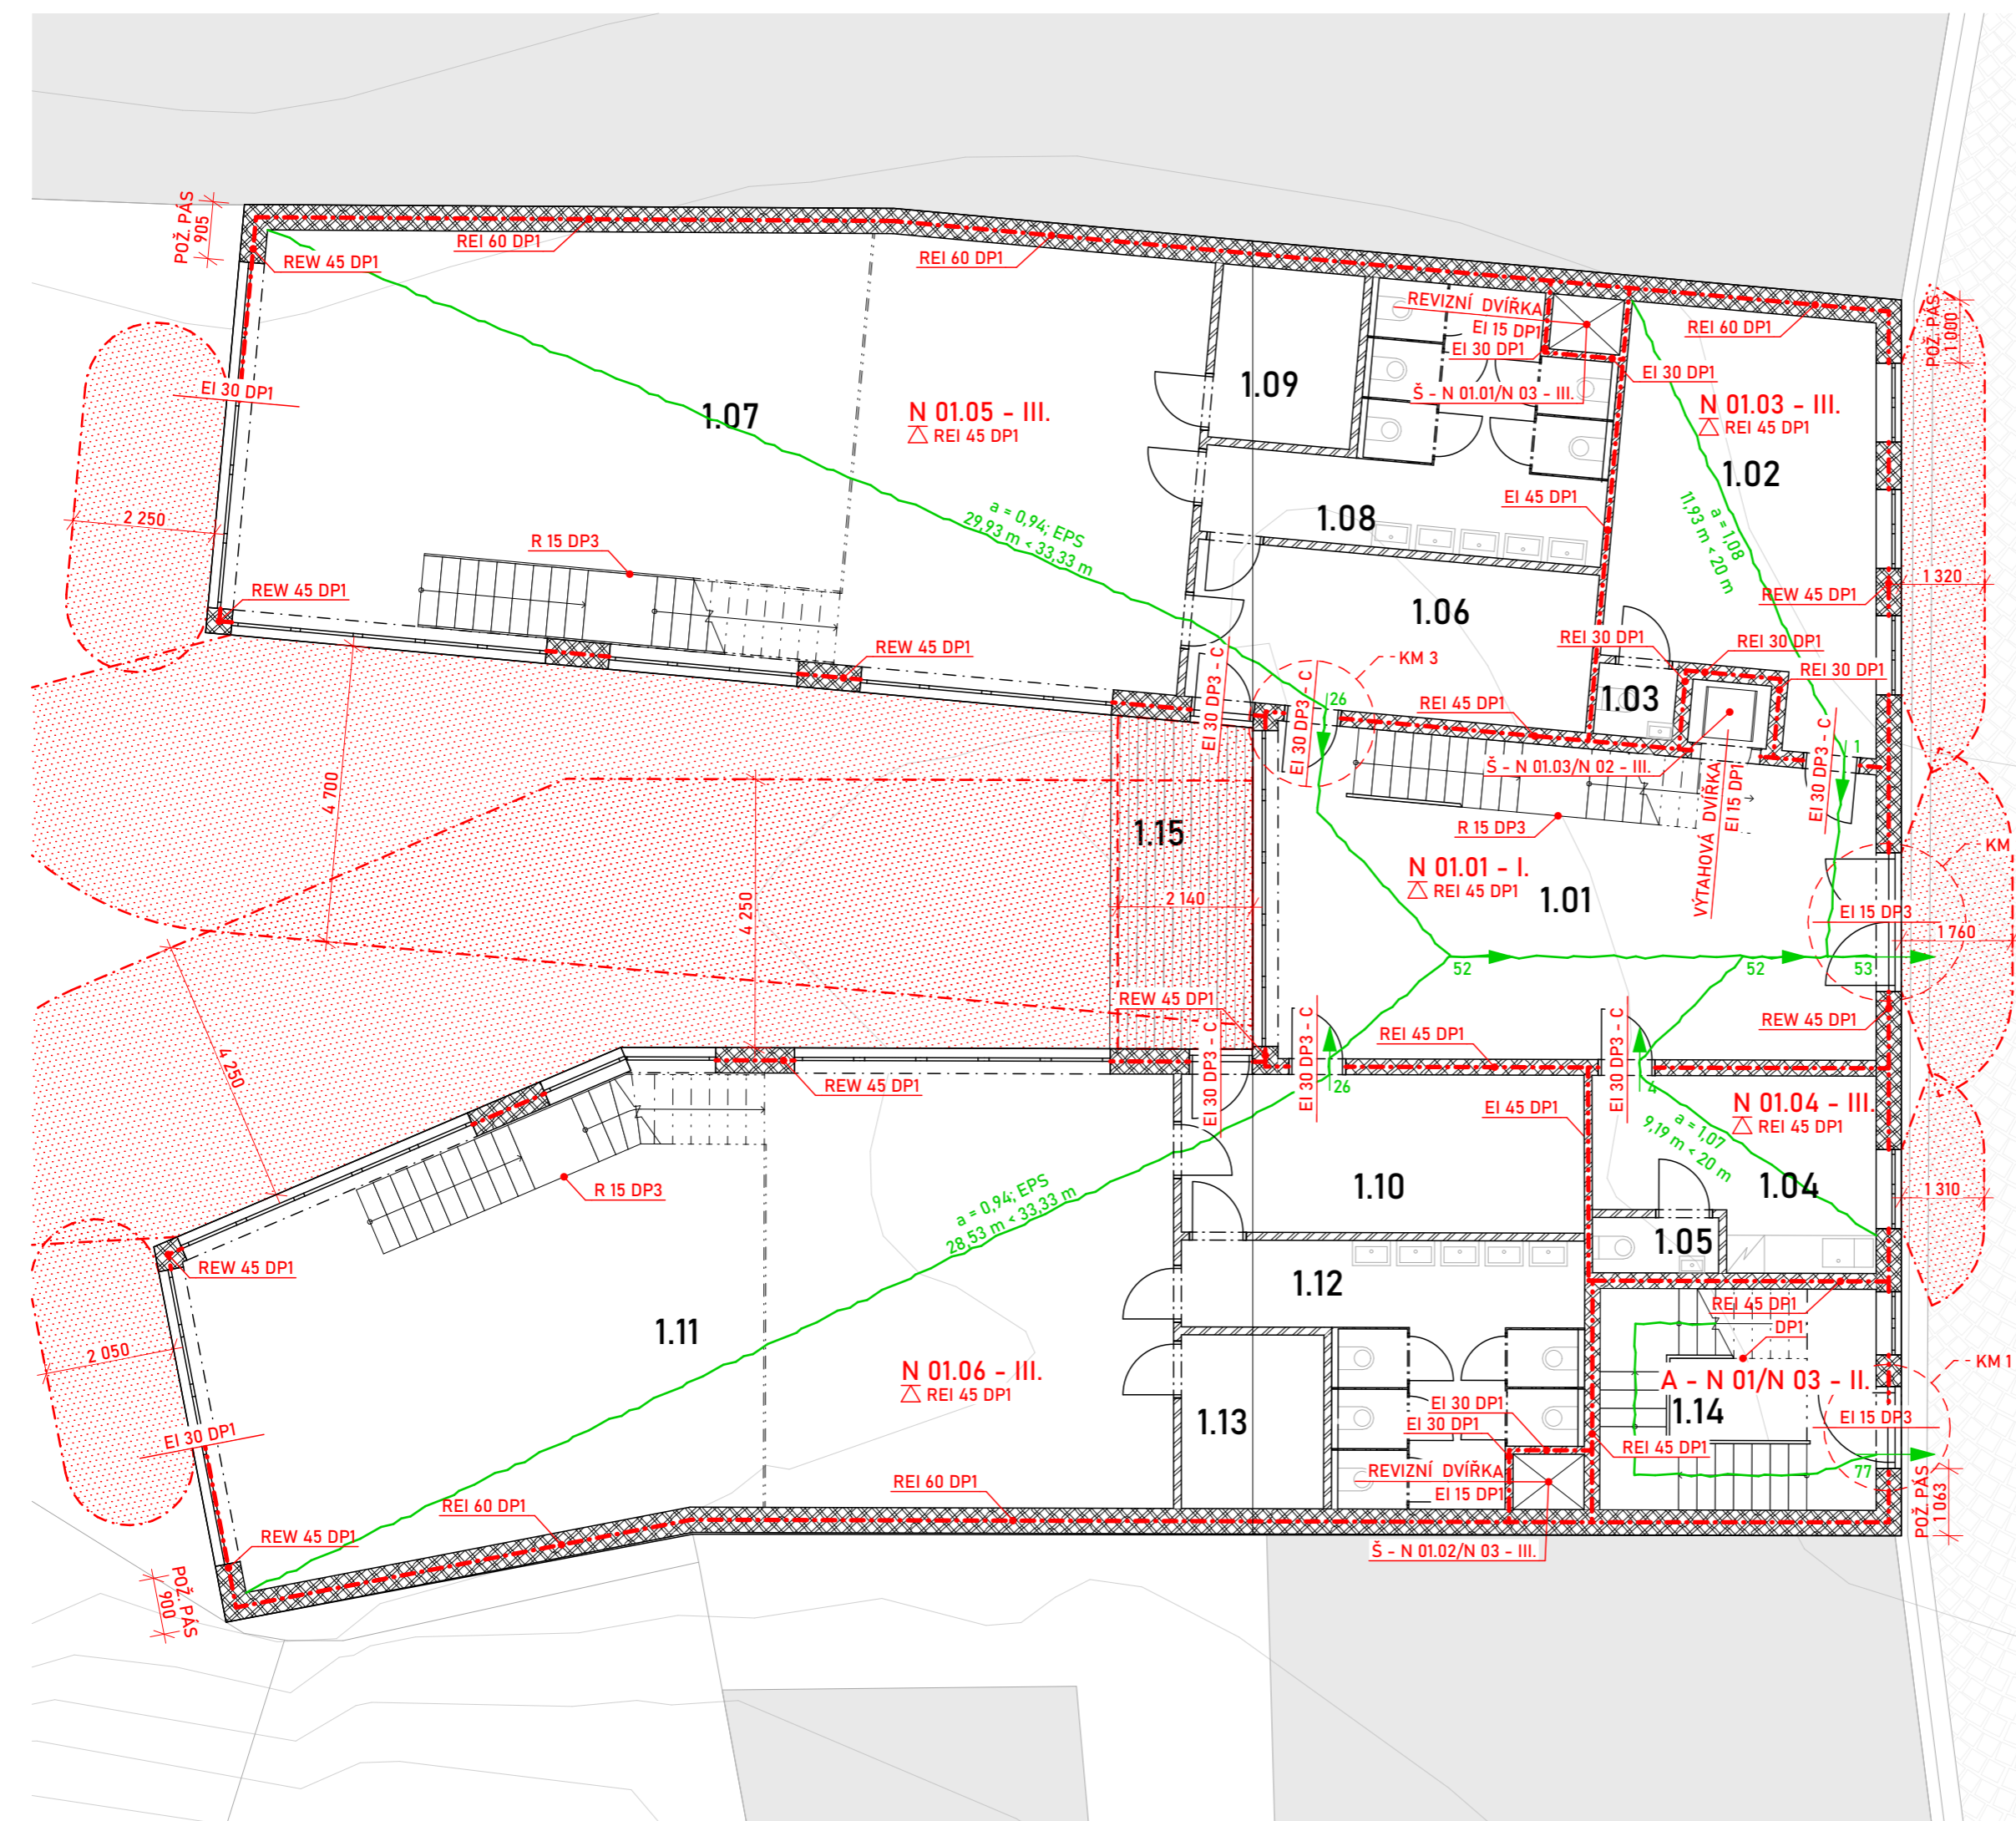 POŽ. PÁS
905
REW 45 DP1
REI 60 DP1
REI 60 DP1
REVIZNÍ DVÍŘKA
EI 15 DP1
EI 30 DP1
Š - N 01.01/N 03 - III.
REI 60 DP1
POŽ. PÁS
1 000
EI 30 DP1
EI 30 DP1
1.07
N 01.05 - III.
REI 45 DP1
1.09
N 01.03 - III.
REI 45 DP1
1.02
2 250
R 15 DP3
a = 0,94; EPS
29,93 m < 33,33 m
1.08
EI 45 DP1
a = 1,08
11,93 m < 20 m
REW 45 DP1
1 320
REW 45 DP1
1.06
REI 30 DP1
REI 30 DP1
REI 30 DP1
REW 45 DP1
KM 3
1.03
EI 30 DP3 - C
EI 30 DP3 - C
26
REI 45 DP1
Š - N 01.03/N 02 - III.
VÝTAHOVÁ DVÍŘKA
EI 15 DP1
EI 30 DP3 - C
1
4 700
1.15
R 15 DP3
KM
N 01.01 - I.
REI 45 DP1
1.01
4 250
2 140
EI 15 DP3
1 760
52
52
53
REW 45 DP1
REW 45 DP1
REI 45 DP1
4 250
REW 45 DP1
EI 30 DP3 - C
EI 30 DP3 - C
26
EI 30 DP3 - C
4
EI 45 DP1
N 01.04 - III.
REI 45 DP1
a = 1,07
9,19 m < 20 m
R 15 DP3
a = 0,94; EPS
28,53 m < 33,33 m
1.10
1.04
1 310
REW 45 DP1
1.05
1.12
1.11
REI 45 DP1
DP1
2 050
N 01.06 - III.
REI 45 DP1
KM 1
A - N 01/N 03 - II.
1.14
1.13
EI 30 DP1
EI 30 DP1
EI 15 DP3
EI 30 DP1
REI 45 DP1
REVIZNÍ DVÍŘKA
EI 15 DP1
77
REI 60 DP1
REI 60 DP1
POŽ. PÁS
1 063
REW 45 DP1
Š - N 01.02/N 03 - III.
POŽ. PÁS
900